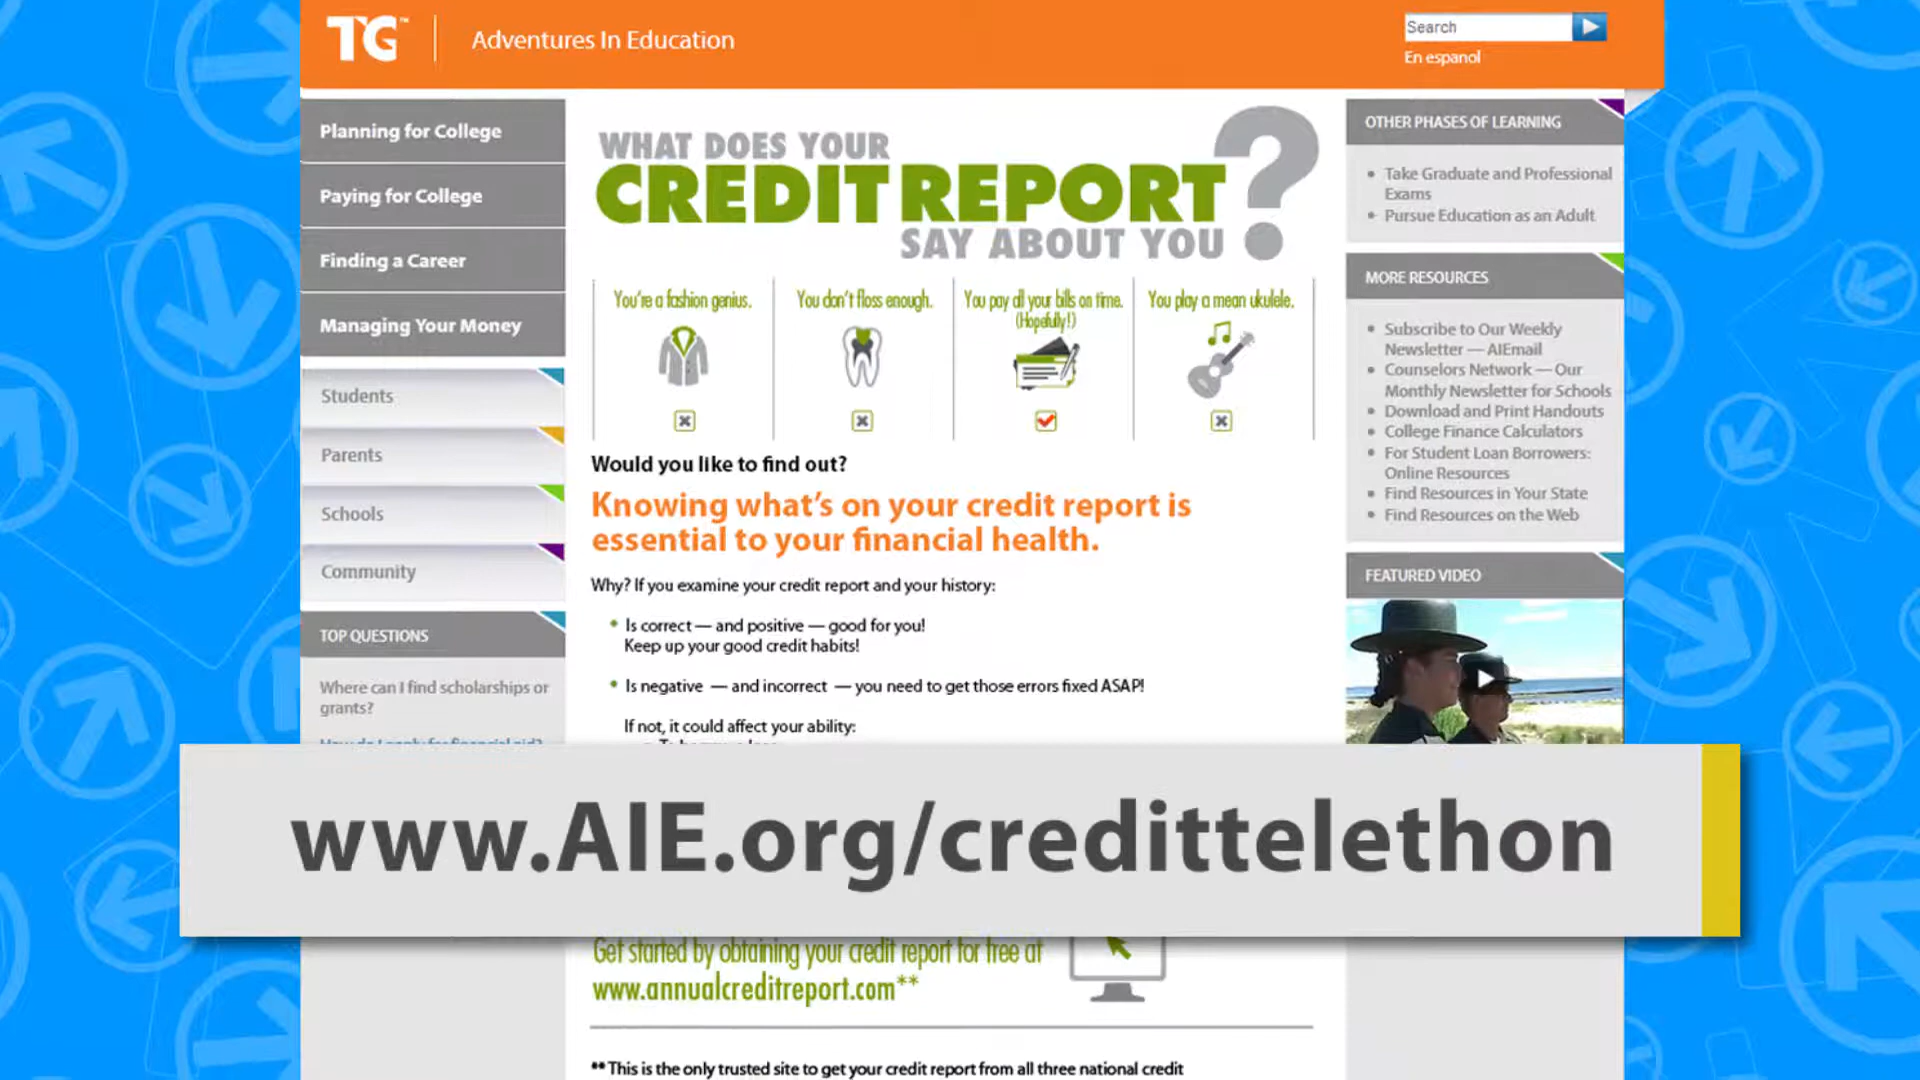 TG™
Adventures In Education
Search
En espanol
Planning for College
Paying for College
Finding a Career
Managing Your Money
Students
Parents
Schools
Community
TOP QUESTIONS
Where can I find scholarships or
grants?
How do I apply for financial aid?
WHAT DOES YOUR
CREDIT REPORT
SAY ABOUT YOU?
You're a fashion genius.
You don't floss enough.
You pay all your bills on time.
(Hopefully!)
You play a mean ukulele.
Would you like to find out?
Knowing what's on your credit report is
essential to your financial health.
Why? If you examine your credit report and your history:
• Is correct — and positive — good for you!
Keep up your good credit habits!
• Is negative — and incorrect — you need to get those errors fixed ASAP!
If not, it could affect your ability:
OTHER PHASES OF LEARNING
• Take Graduate and Professional
Exams
• Pursue Education as an Adult
MORE RESOURCES
• Subscribe to Our Weekly
Newsletter — AIEmail
• Counselors Network — Our
Monthly Newsletter for Schools
• Download and Print Handouts
• College Finance Calculators
• For Student Loan Borrowers:
Online Resources
• Find Resources in Your State
• Find Resources on the Web
FEATURED VIDEO
www.AIE.org/credittelethon
Get started by obtaining your credit report for free at
www.annualcreditreport.com**
** This is the only trusted site to get your credit report from all three national credit